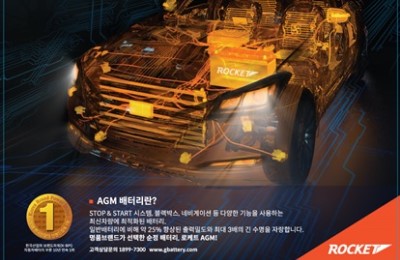 ROCKET
1
AGM 배터리란?
STOP & START 시스템, 블랙박스, 네비게이션 등 다양한 기능을 사용하는
최신차량에 최적화된 배터리.
일반배터리에 비해 약 25% 향상된 출력밀도와 최대 3배의 긴 수명을 자랑합니다.
명품브랜드가 선택한 순정 배터리, 로케트 AGM!
고객상담문의 1899-7300 www.gbattery.com
ROCKET